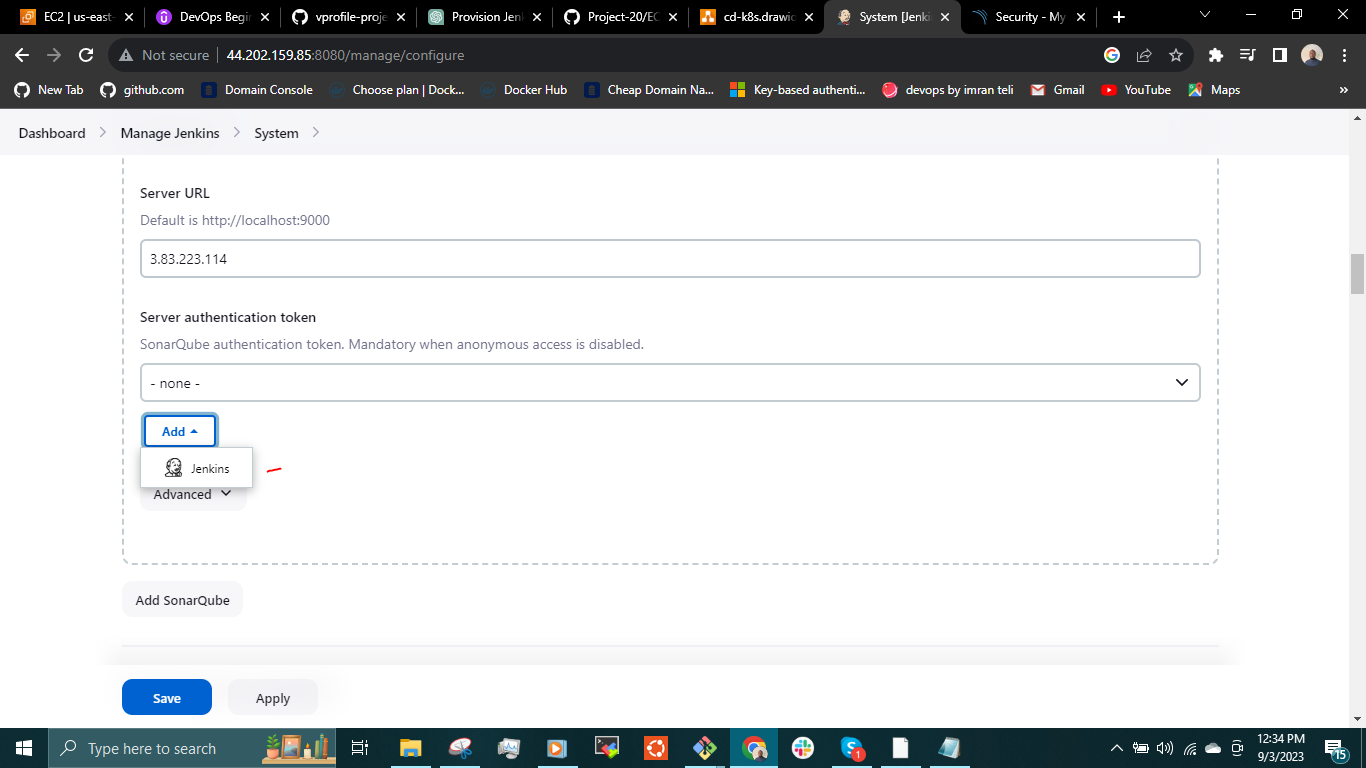 EC2 | us-east-
DevOps Begi
vprofile-proje
Provision Jen
Project-20/EC
cd-k8s.drawi
System [Jenki
Security - My
Not secure
44.202.159.85:8080/manage/configure
New Tab
github.com
Domain Console
Choose plan | Dock...
Docker Hub
Cheap Domain Na...
Key-based authenti...
devops by imran teli
Gmail
YouTube
Maps
»
Dashboard > Manage Jenkins > System >
Server URL
Default is http://localhost:9000
3.83.223.114
Server authentication token
SonarQube authentication token. Mandatory when anonymous access is disabled.
- none -
Add
Jenkins
Advanced
Add SonarQube
Save
Apply
Type here to search
1
12:34 PM
9/3/2023
15